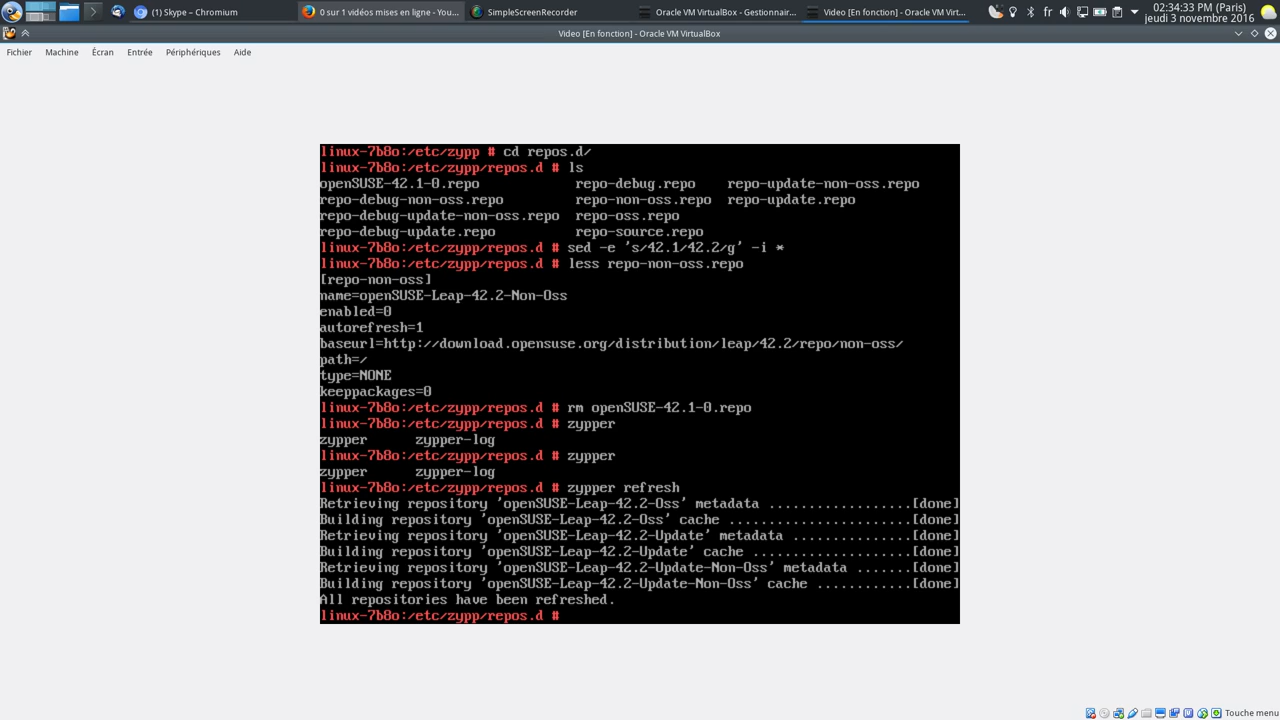 (1) Skype – Chromium
0 sur 1 vidéos mises en ligne - You...
SimpleScreenRecorder
Oracle VM VirtualBox - Gestionnair...
Video [En fonction] - Oracle VM Virt...
fr
02:34:33 PM (Paris)
jeudi 3 novembre 2016
Video [En fonction] - Oracle VM VirtualBox
Fichier Machine Écran Entrée Périphériques Aide
linux-7b8o:/etc/zypp # cd repos.d/
linux-7b8o:/etc/zypp/repos.d # ls
openSUSE-42.1-0.repo repo-debug.repo repo-update-non-oss.repo
repo-debug-non-oss.repo repo-non-oss.repo repo-update.repo
repo-debug-update-non-oss.repo repo-oss.repo
repo-debug-update.repo repo-source.repo
linux-7b8o:/etc/zypp/repos.d # sed -e 's/42.1/42.2/g' -i *
linux-7b8o:/etc/zypp/repos.d # less repo-non-oss.repo
[repo-non-oss]
name=openSUSE-Leap-42.2-Non-Oss
enabled=0
autorefresh=1
baseurl=http://download.opensuse.org/distribution/leap/42.2/repo/non-oss/
path=/
type=NONE
keeppackages=0
linux-7b8o:/etc/zypp/repos.d # rm openSUSE-42.1-0.repo
linux-7b8o:/etc/zypp/repos.d # zypper
zypper zypper-log
linux-7b8o:/etc/zypp/repos.d # zypper
zypper zypper-log
linux-7b8o:/etc/zypp/repos.d # zypper refresh
Retrieving repository 'openSUSE-Leap-42.2-Oss' metadata ..................[done]
Building repository 'openSUSE-Leap-42.2-Oss' cache .......................[done]
Retrieving repository 'openSUSE-Leap-42.2-Update' metadata ...............[done]
Building repository 'openSUSE-Leap-42.2-Update' cache ....................[done]
Retrieving repository 'openSUSE-Leap-42.2-Update-Non-Oss' metadata .......[done]
Building repository 'openSUSE-Leap-42.2-Update-Non-Oss' cache ............[done]
All repositories have been refreshed.
linux-7b8o:/etc/zypp/repos.d #
Touche menu